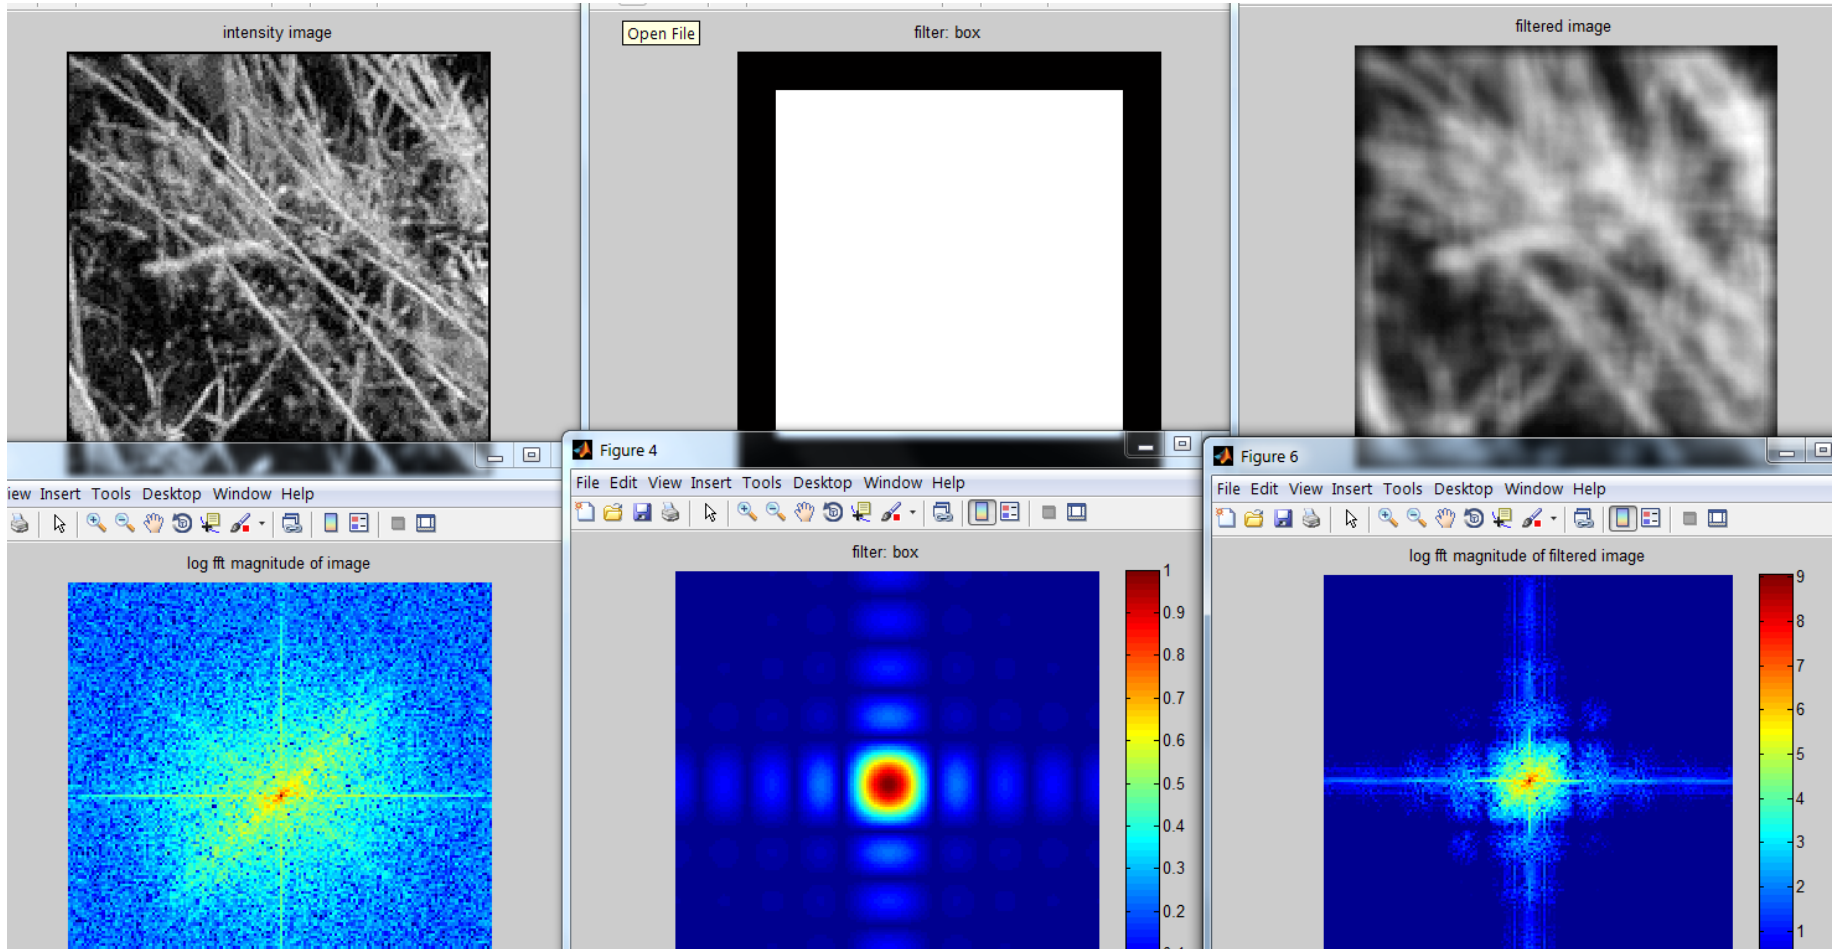 intensity image
Open File
filter: box
filtered image
Figure 4
Figure 6
iew Insert Tools Desktop Window Help
File Edit View Insert Tools Desktop Window Help
File Edit View Insert Tools Desktop Window Help
log fft magnitude of image
filter: box
log fft magnitude of filtered image
1
0.9
0.8
0.7
0.6
0.5
0.4
0.3
0.2
9
8
7
6
5
4
3
2
1